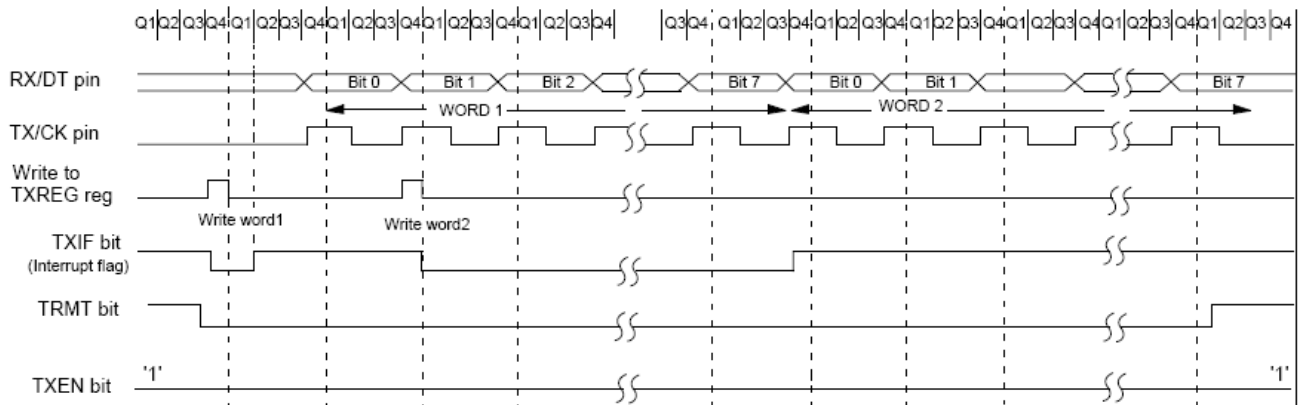 Q1 Q2 Q3 Q4 Q1 Q2 Q3 Q4 Q1 Q2 Q3 Q4 Q1 Q2 Q3 Q4 Q1 Q2 Q3 Q4 Q3 Q4 Q1 Q2 Q3 Q4 Q1 Q2 Q3 Q4 Q1 Q2 Q3 Q4 Q1 Q2 Q3 Q4 Q1 Q2 Q3 Q4 Q1 Q2 Q3 Q4
RX/DT pin Bit 0 Bit 1 Bit 2 Bit 7 Bit 0 Bit 1 Bit 7
WORD 1 WORD 2
TX/CK pin
Write to
TXREG reg
Write word1 Write word2
TXIF bit
(Interrupt flag)
TRMT bit
'1' '1'
TXEN bit